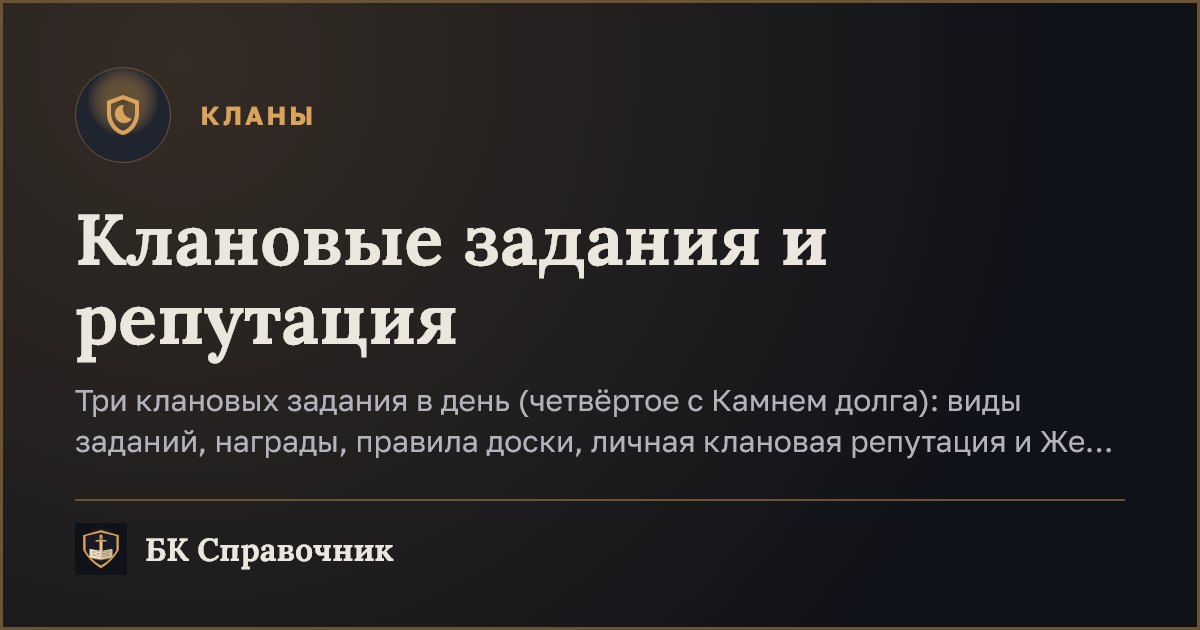 КЛАНЫ
Клановые задания и
репутация
Три клановых задания в день (четвёртое с Камнем долга): виды
заданий, награды, правила доски, личная клановая репутация и Же...
БК Справочник